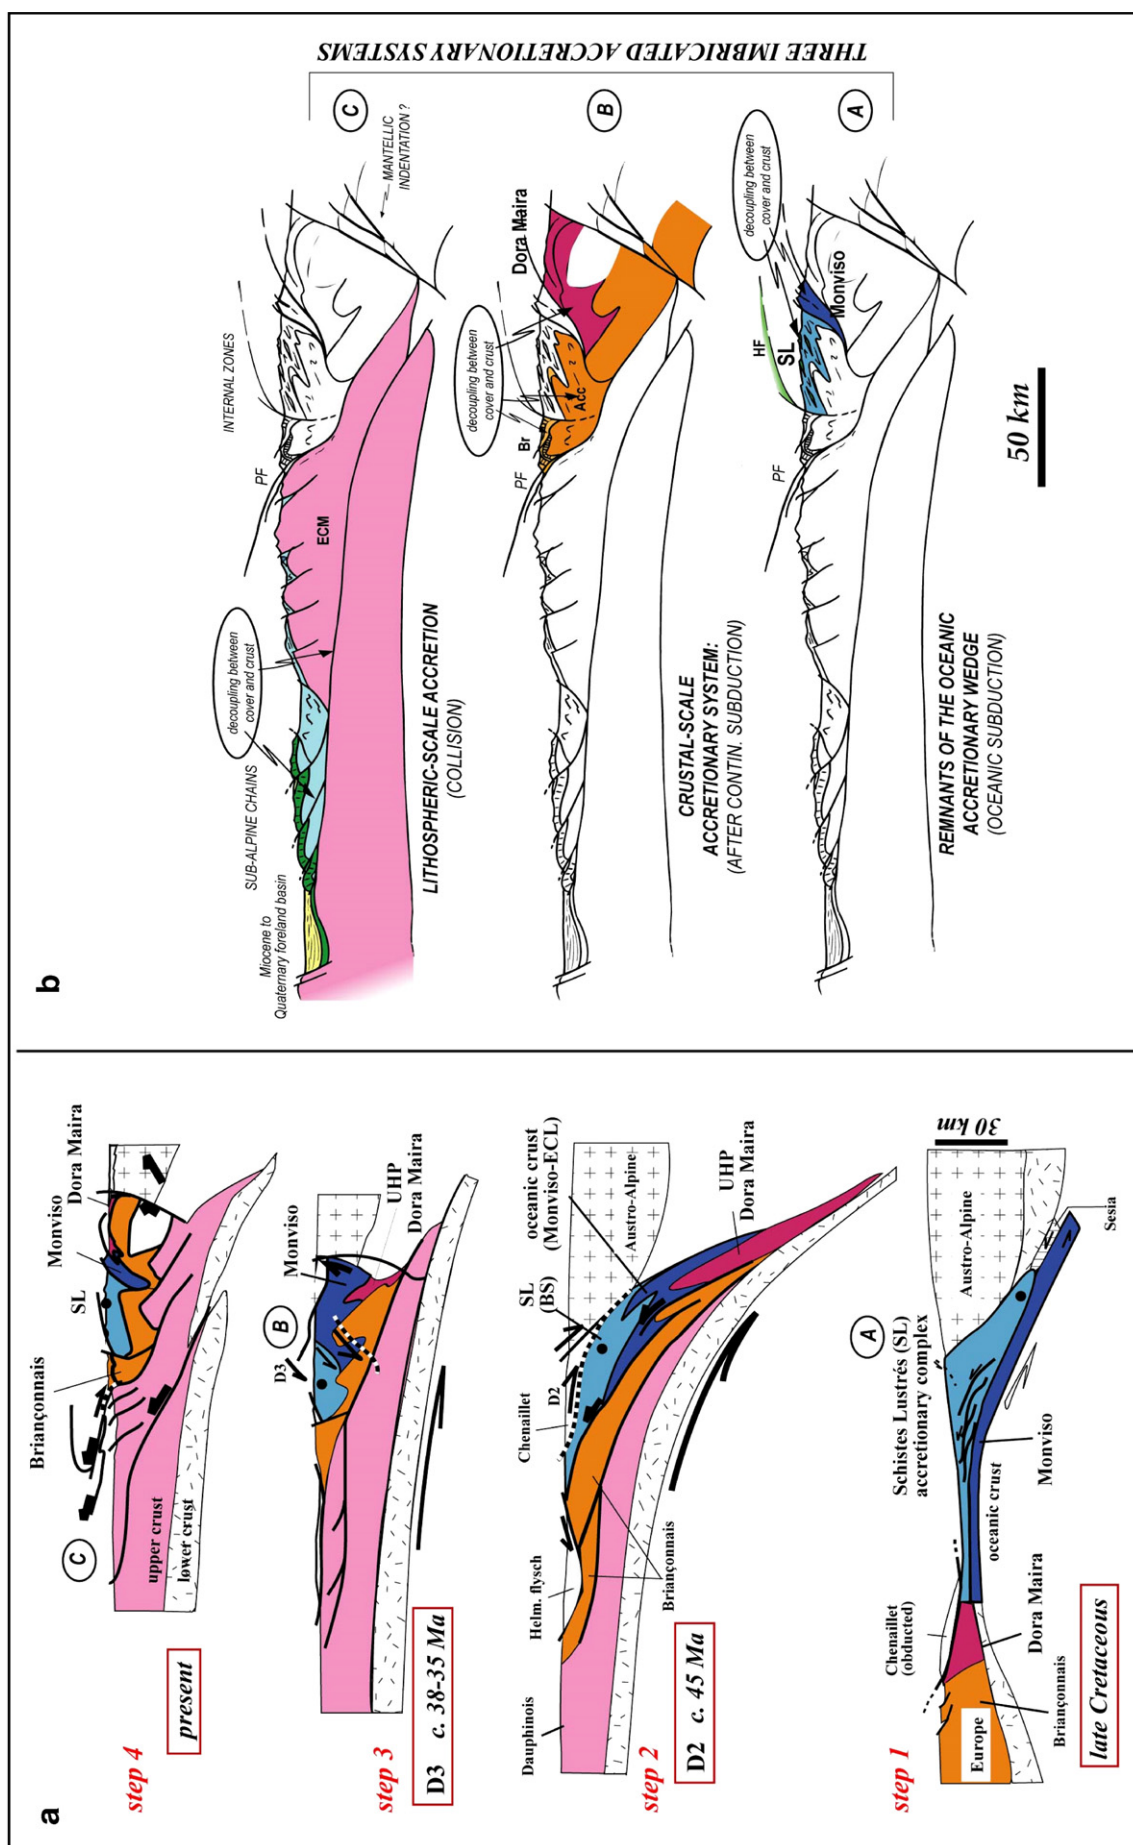 a
step 4
present
C
Briançonnais
SL
Monviso
Dora Maira
upper crust
lower crust
step 3
D3 c. 38-35 Ma
D3
B
Monviso
UHP
Dora Maira
step 2
D2 c. 45 Ma
Dauphinois
Helm. flysch
Briançonnais
Chenaillet
D2
SL
(BS)
oceanic crust
(Monviso-ECL)
Austro-Alpine
UHP
Dora Maira
step 1
late Cretaceous
Europe
Chenaillet
(obducted)
Briançonnais
Dora Maira
Schistes Lustrés (SL)
accretionary complex
A
oceanic crust
Monviso
Austro-Alpine
Sesia
30 km
b
Miocene to
Quaternary foreland basin
SUB-ALPINE CHAINS
decoupling between
cover and crust
ECM
PF
INTERNAL ZONES
C
MANTELLIC
INDENTATION ?
LITHOSPHERIC-SCALE ACCRETION
(COLLISION)
PF
Br
Acc
decoupling between
cover and crust
Dora Maira
B
CRUSTAL-SCALE
ACCRETIONARY SYSTEM:
(AFTER CONTIN. SUBDUCTION)
PF
HF
SL
Monviso
decoupling between
cover and crust
A
REMNANTS OF THE OCEANIC
ACCRETIONARY WEDGE
(OCEANIC SUBDUCTION)
50 km
THREE IMBRICATED ACCRETIONARY SYSTEMS